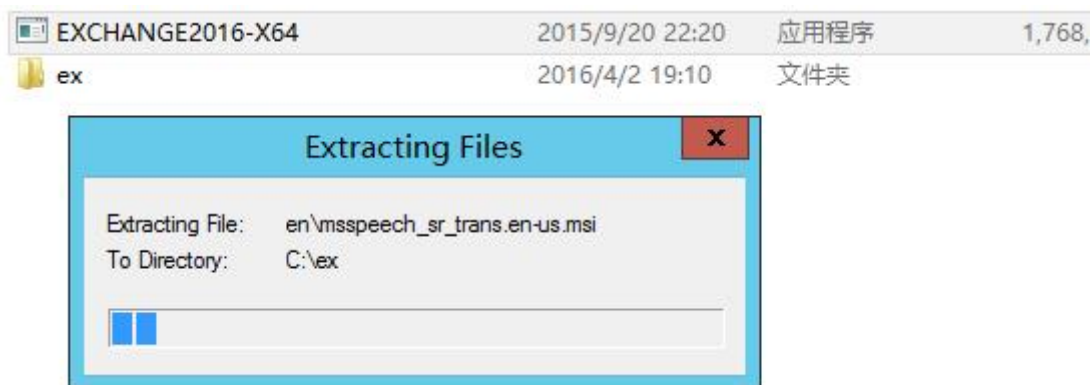 EXCHANGE2016-X64 2015/9/20 22:20 应用程序 1,768,
ex 2016/4/2 19:10 文件夹
Extracting Files x
Extracting File: en\msspeech_sr_trans.en-us.msi
To Directory: C:\ex